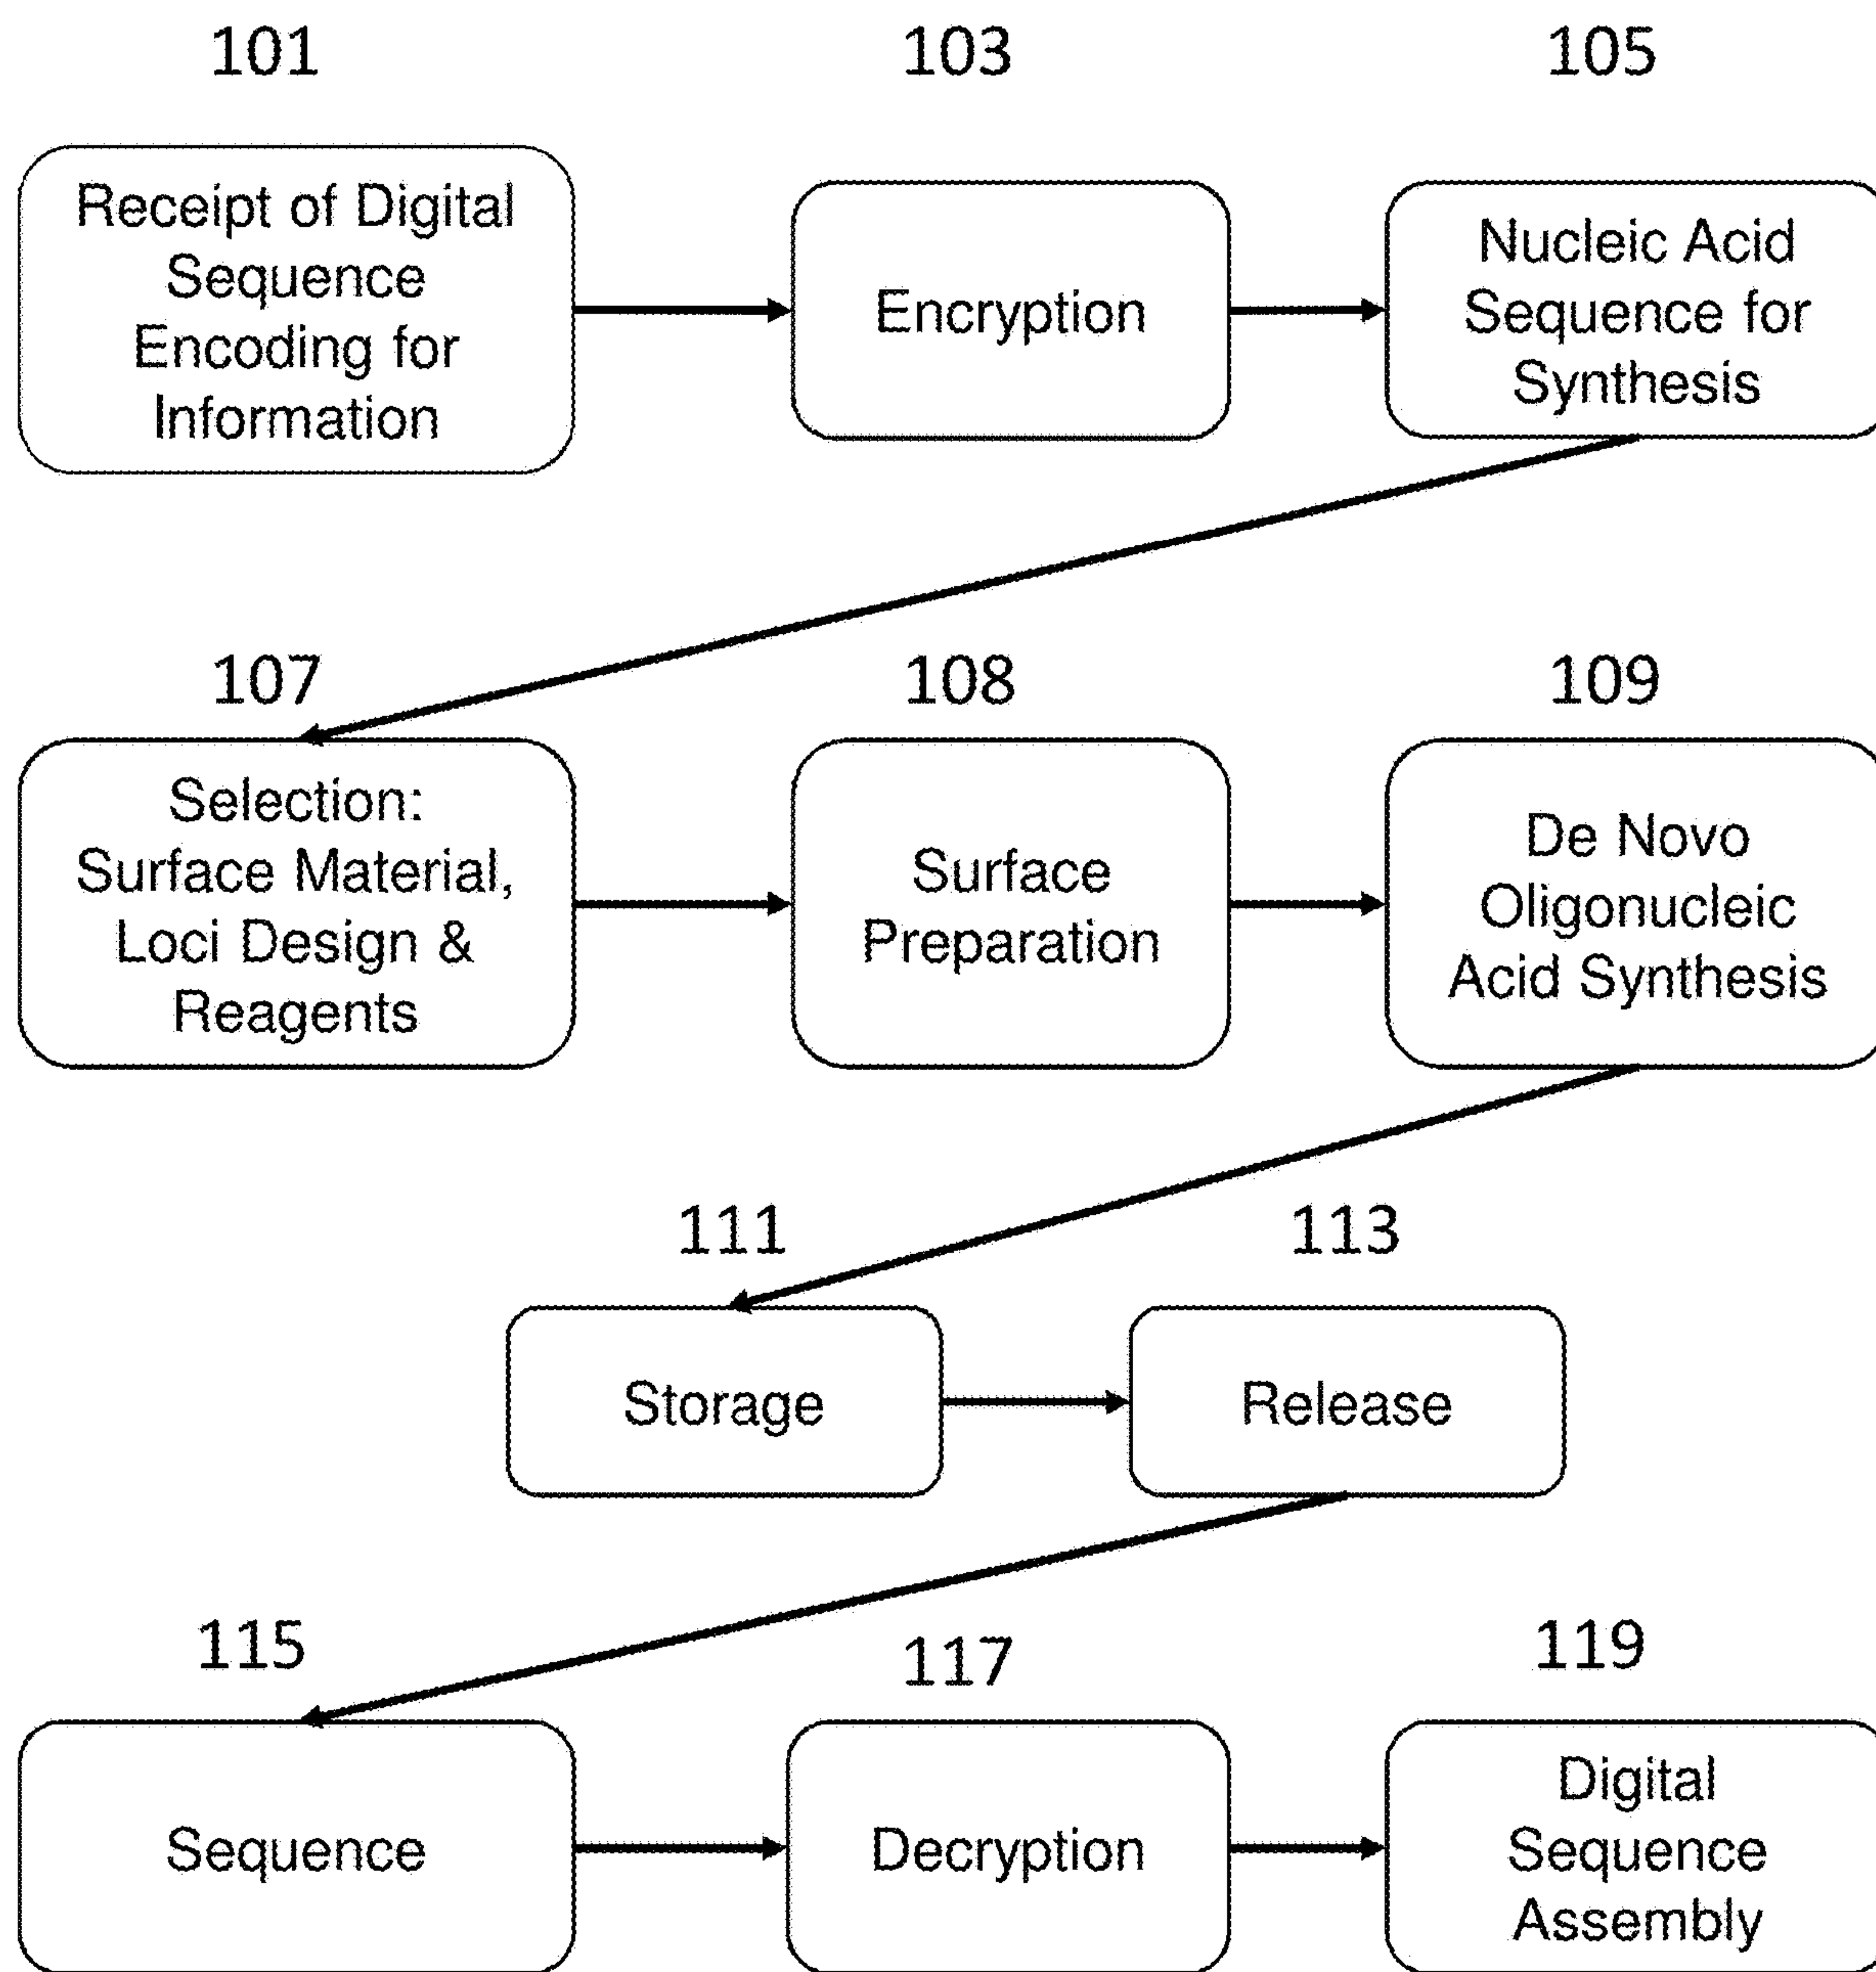 101
103
105
Receipt of Digital
Sequence
Encoding for
Information
Encryption
Nucleic Acid
Sequence for
Synthesis
107
108
109
Selection:
Surface Material,
Loci Design &
Reagents
Surface
Preparation
De Novo
Oligonucleic
Acid Synthesis
111
113
Storage
Release
115
117
119
Sequence
Decryption
Digital
Sequence
Assembly